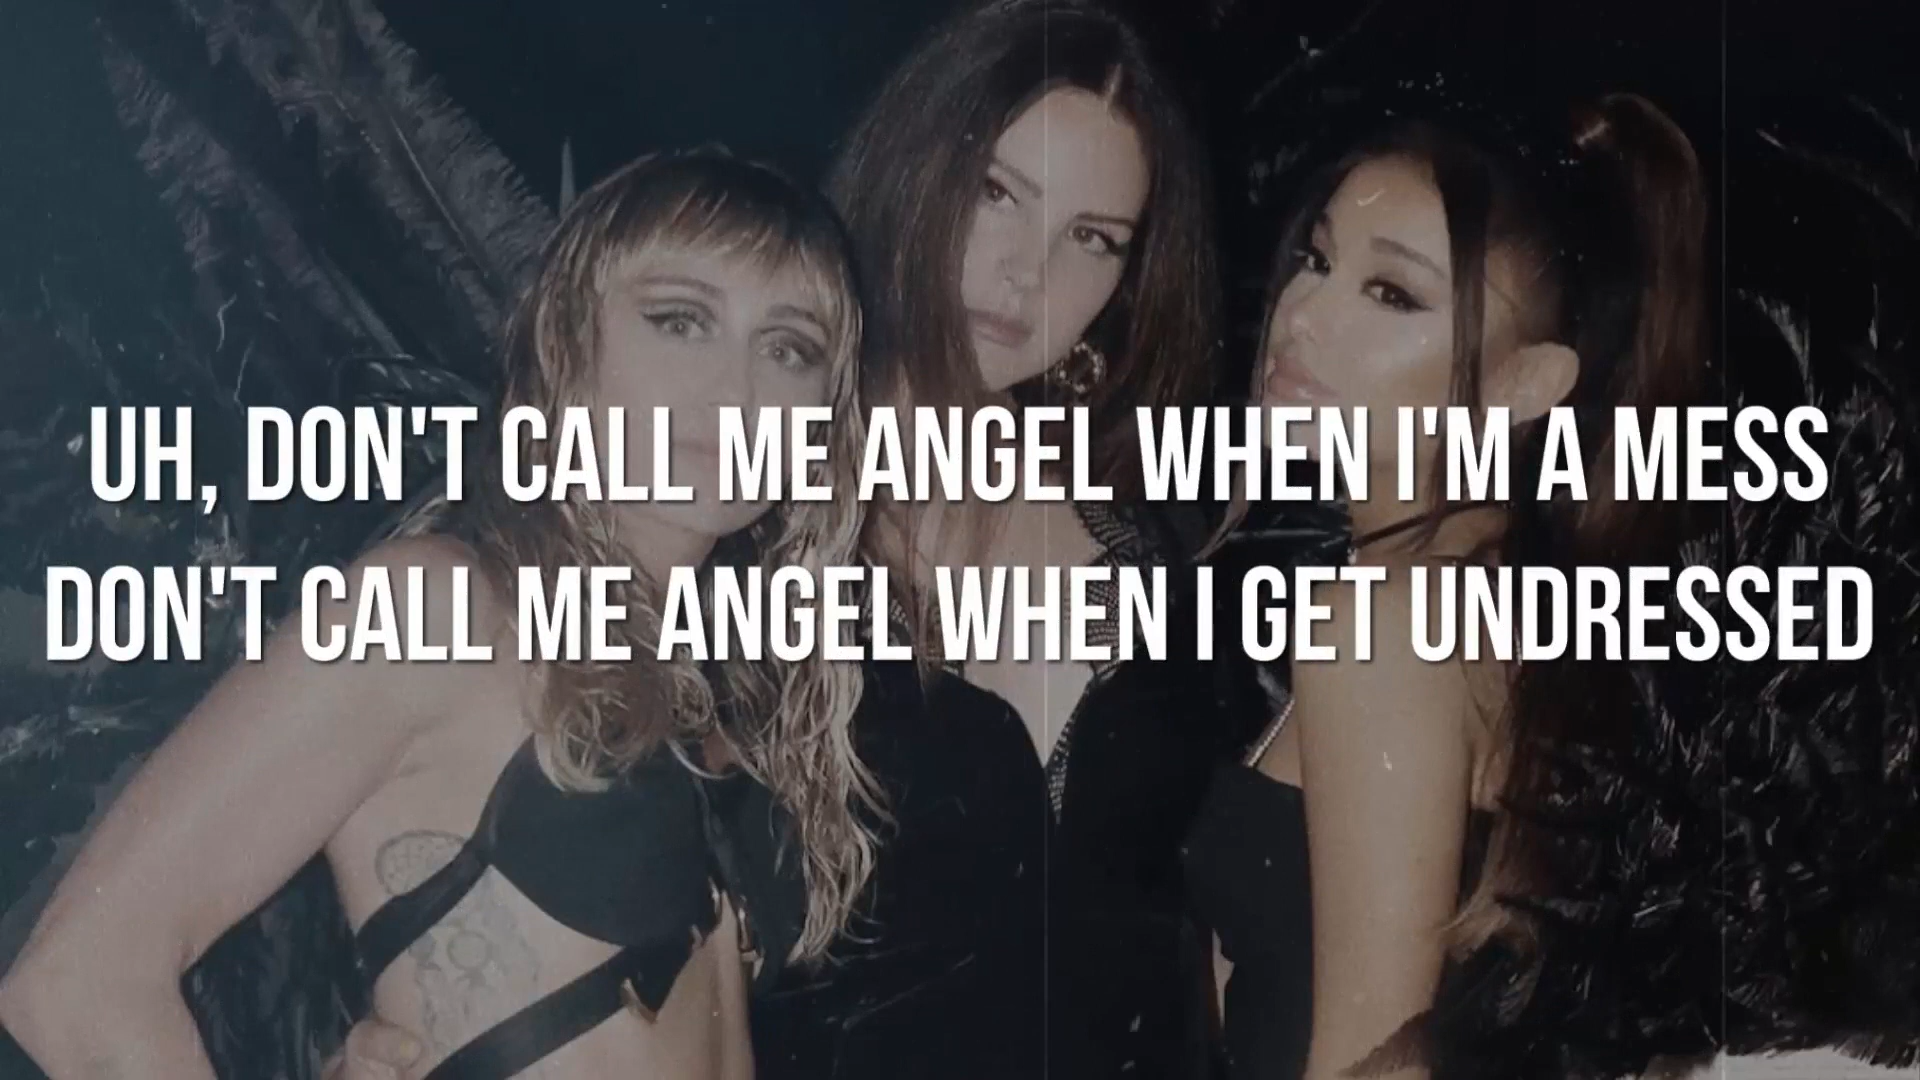 UH, DON'T CALL ME ANGEL WHEN I'M A MESS
DON'T CALL ME ANGEL WHEN I GET UNDRESSED